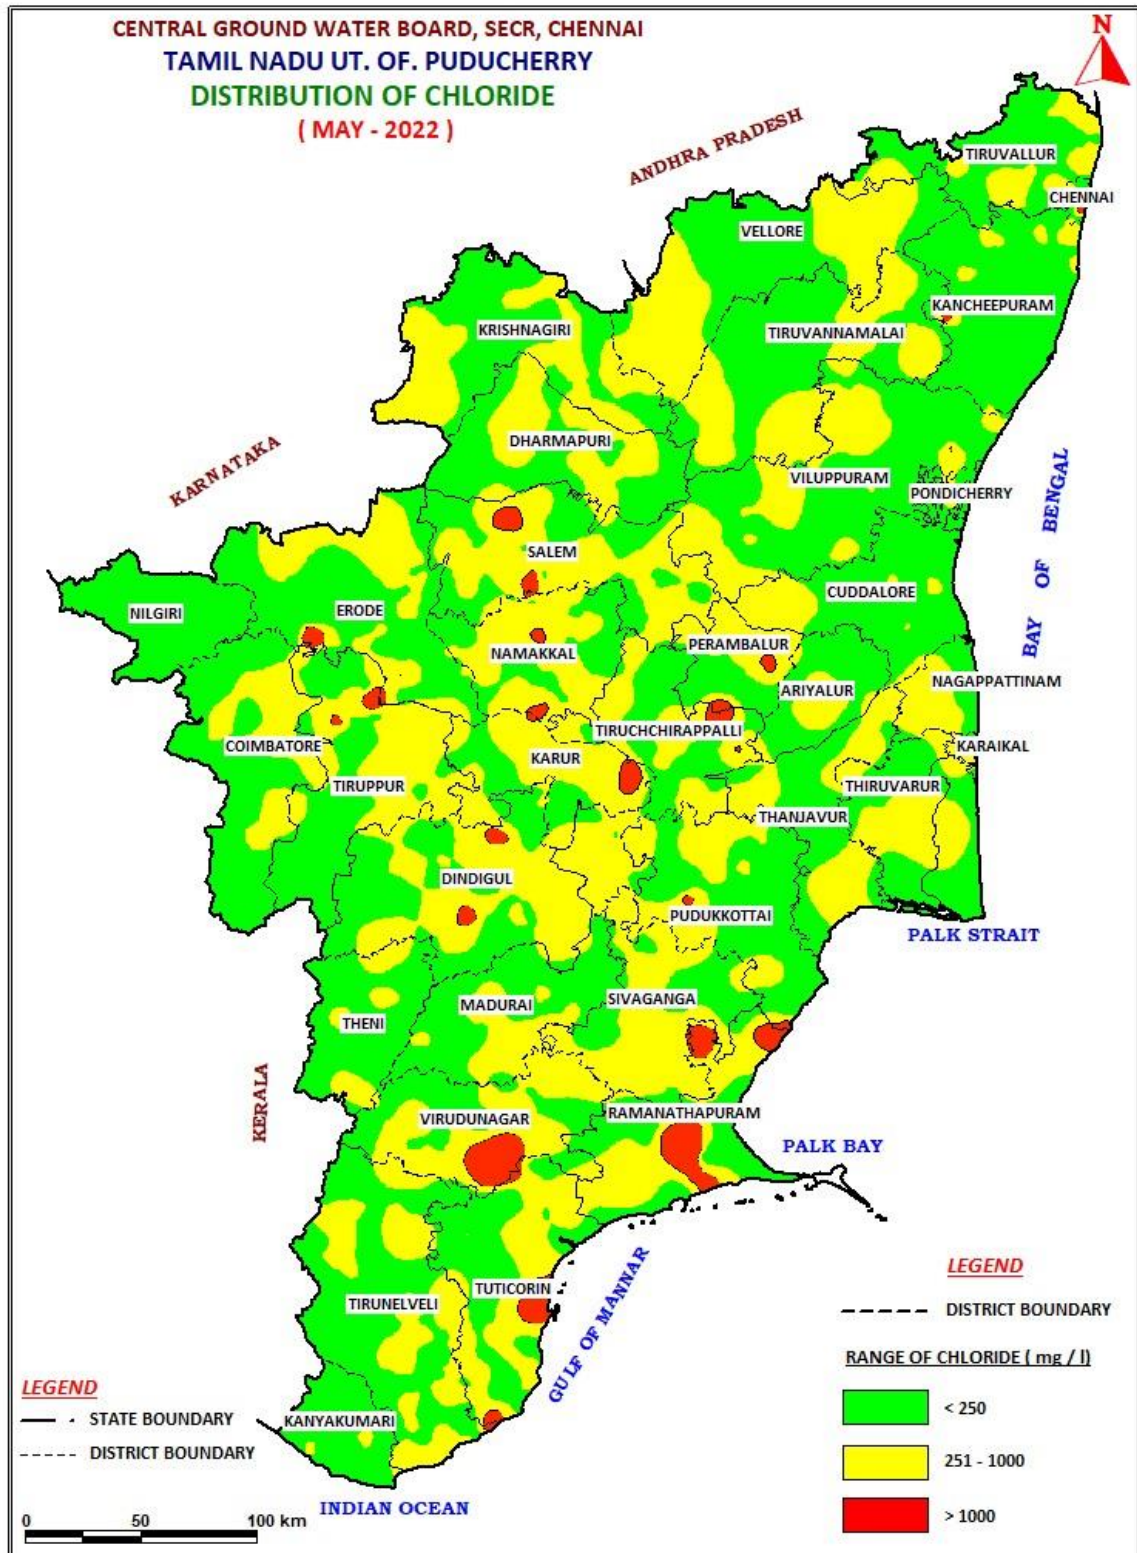 CENTRAL GROUND WATER BOARD, SECR, CHENNAI
TAMIL NADU UT. OF. PUDUCHERRY
DISTRIBUTION OF CHLORIDE
( MAY - 2022 )
N
ANDHRA PRADESH
TIRUVALLUR
CHENNAI
VELLORE
KANCHEEPURAM
KRISHNAGIRI
TIRUVANNAMALAI
DHARMAPURI
KARNATAKA
VILUPPURAM
PONDICHERRY
BAY OF BENGAL
SALEM
CUDDALORE
NILGIRI
ERODE
NAMAKKAL
PERAMBALUR
NAGAPPATTINAM
ARIYALUR
TIRUCHCHIRAPPALLI
COIMBATORE
KARUR
KARAIKAL
TIRUPPUR
THIRUVARUR
THANJAVUR
DINDIGUL
PUDUKKOTTAI
PALK STRAIT
MADURAI
SIVAGANGA
THENI
KERALA
VIRUDUNAGAR
RAMANATHAPURAM
PALK BAY
TUTICORIN
TIRUNELVELI
GULF OF MANNAR
KANYAKUMARI
INDIAN OCEAN
LEGEND
STATE BOUNDARY
DISTRICT BOUNDARY
0 50 100 km
LEGEND
DISTRICT BOUNDARY
RANGE OF CHLORIDE ( mg / l)
< 250
251 - 1000
> 1000